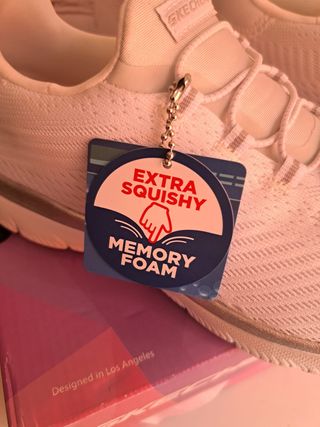 SKECHERS
EXTRA
SQUISHY
MEMORY
FOAM
Designed in Los Angeles